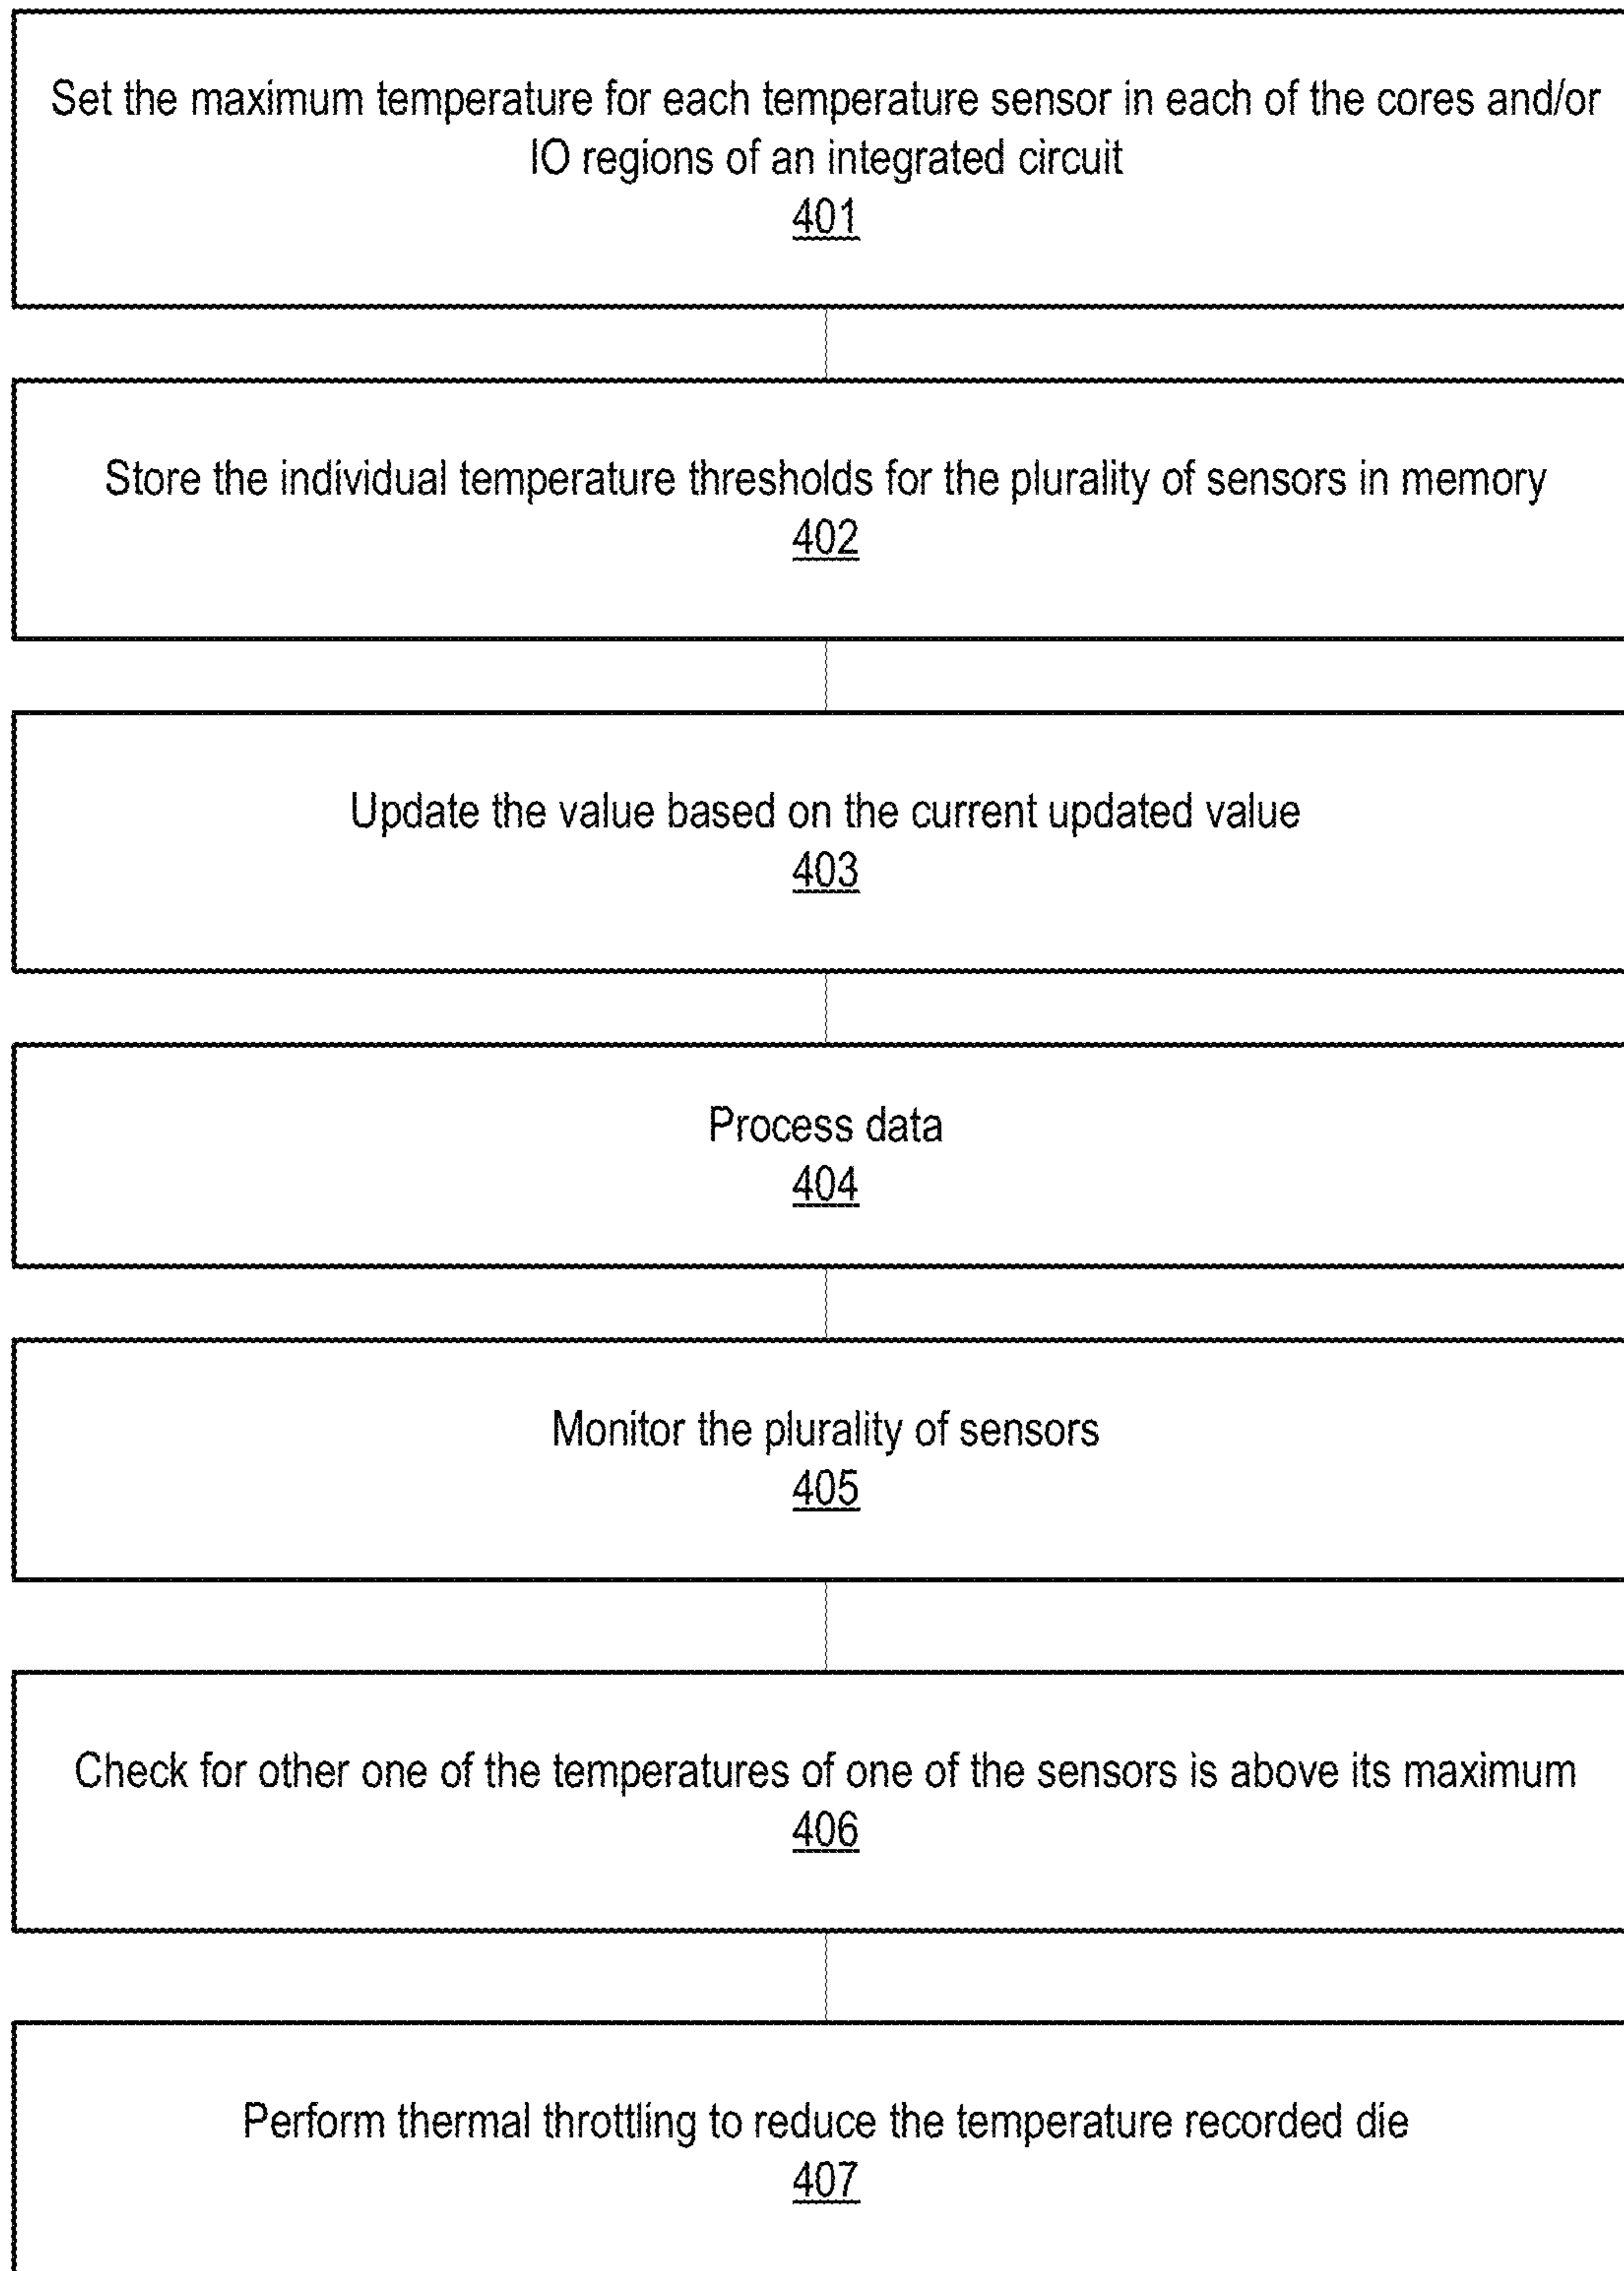 Set the maximum temperature for each temperature sensor in each of the cores and/or
IO regions of an integrated circuit
401
Store the individual temperature thresholds for the plurality of sensors in memory
402
Update the value based on the current updated value
403
Process data
404
Monitor the plurality of sensors
405
Check for other one of the temperatures of one of the sensors is above its maximum
406
Perform thermal throttling to reduce the temperature recorded die
407